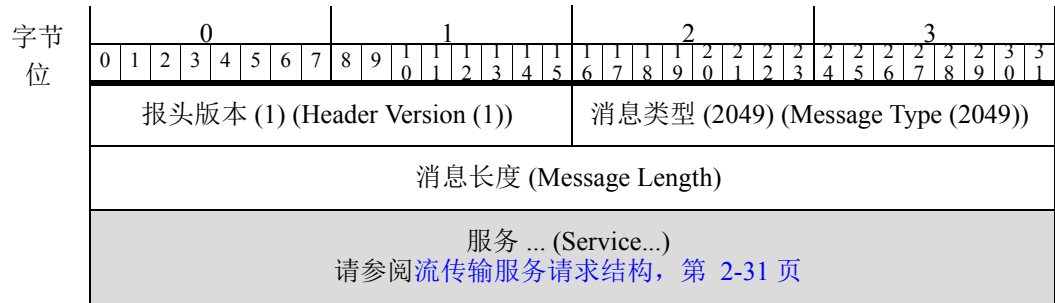 字节 0 1 2 3
位 0 1 2 3 4 5 6 7 8 9 10 11 12 13 14 15 16 17 18 19 20 21 22 23 24 25 26 27 28 29 30 31
报头版本 (1) (Header Version (1)) 消息类型 (2049) (Message Type (2049))
消息长度 (Message Length)
服务 ... (Service...)
请参阅流传输服务请求结构，第 2-31 页